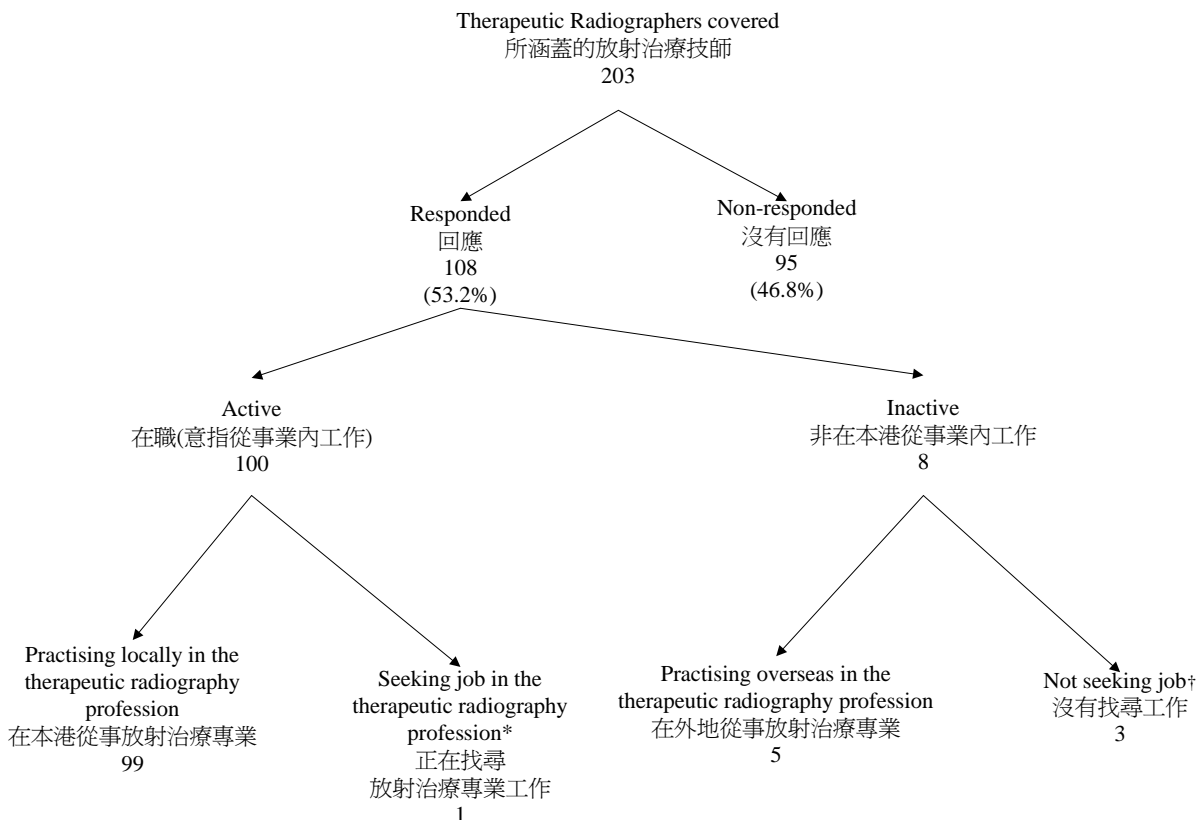 Therapeutic Radiographers covered
所涵蓋的放射治療技師
203
Responded
回應
108
(53.2%)
Non-responded
沒有回應
95
(46.8%)
Active
在職(意指從事業內工作)
100
Inactive
非在本港從事業內工作
8
Practising locally in the
therapeutic radiography
profession
在本港從事放射治療專業
99
Seeking job in the
therapeutic radiography
profession*
正在找尋
放射治療專業工作
1
Practising overseas in the
therapeutic radiography profession
在外地從事放射治療專業
5
Not seeking job†
沒有找尋工作
3